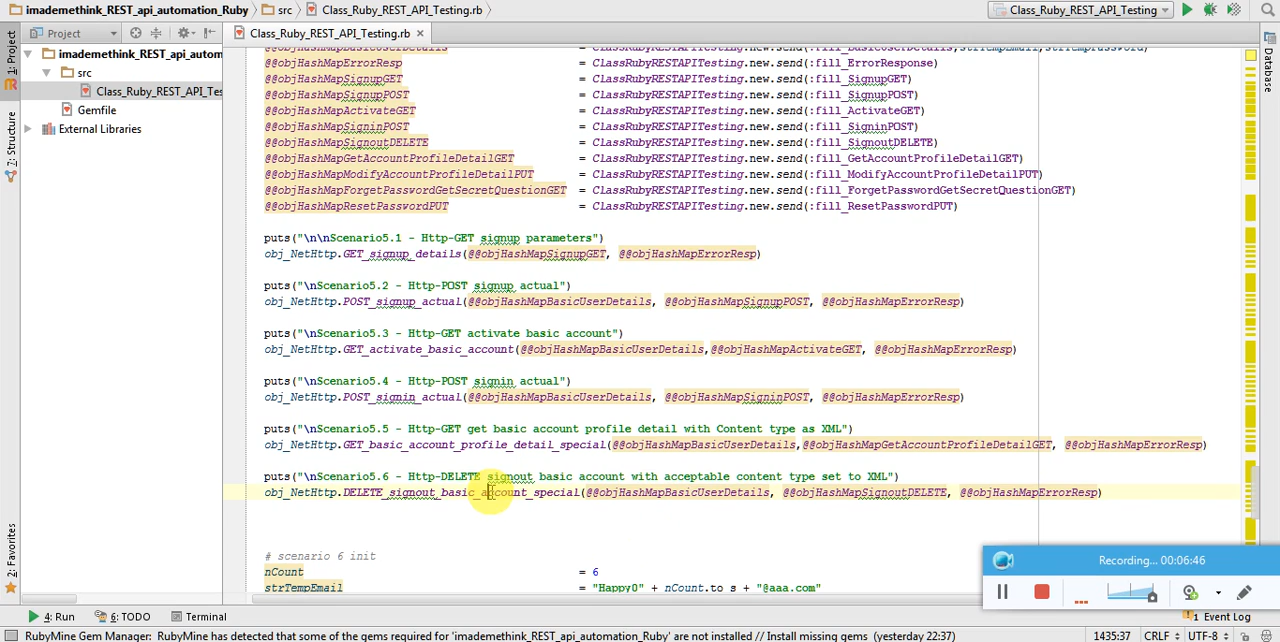 imademethink_REST_api_automation_Ruby src Class_Ruby_REST_API_Testing.rb Class_Ruby_REST_API_Testing
Project Class_Ruby_REST_API_Testing.rb
1: Project
2: Structure
2: Favorites
Database
imademethink_REST_api_autom
src
Class_Ruby_REST_API_Tes
Gemfile
External Libraries
@@objHashMapErrorResp = ClassRubyRESTAPITesting.new.send(:fill_ErrorResponse)
@@objHashMapSignupGET = ClassRubyRESTAPITesting.new.send(:fill_SignupGET)
@@objHashMapSignupPOST = ClassRubyRESTAPITesting.new.send(:fill_SignupPOST)
@@objHashMapActivateGET = ClassRubyRESTAPITesting.new.send(:fill_ActivateGET)
@@objHashMapSigninPOST = ClassRubyRESTAPITesting.new.send(:fill_SigninPOST)
@@objHashMapSignoutDELETE = ClassRubyRESTAPITesting.new.send(:fill_SignoutDELETE)
@@objHashMapGetAccountProfileDetailGET = ClassRubyRESTAPITesting.new.send(:fill_GetAccountProfileDetailGET)
@@objHashMapModifyAccountProfileDetailPUT = ClassRubyRESTAPITesting.new.send(:fill_ModifyAccountProfileDetailPUT)
@@objHashMapForgetPasswordGetSecretQuestionGET = ClassRubyRESTAPITesting.new.send(:fill_ForgetPasswordGetSecretQuestionGET)
@@objHashMapResetPasswordPUT = ClassRubyRESTAPITesting.new.send(:fill_ResetPasswordPUT)
puts("\n\nScenario5.1 - Http-GET signup parameters")
obj_NetHttp.GET_signup_details(@@objHashMapSignupGET, @@objHashMapErrorResp)
puts("\nScenario5.2 - Http-POST signup actual")
obj_NetHttp.POST_signup_actual(@@objHashMapBasicUserDetails, @@objHashMapSignupPOST, @@objHashMapErrorResp)
puts("\nScenario5.3 - Http-GET activate basic account")
obj_NetHttp.GET_activate_basic_account(@@objHashMapBasicUserDetails,@@objHashMapActivateGET, @@objHashMapErrorResp)
puts("\nScenario5.4 - Http-POST signin actual")
obj_NetHttp.POST_signin_actual(@@objHashMapBasicUserDetails, @@objHashMapSigninPOST, @@objHashMapErrorResp)
puts("\nScenario5.5 - Http-GET get basic account profile detail with Content type as XML")
obj_NetHttp.GET_basic_account_profile_detail_special(@@objHashMapBasicUserDetails,@@objHashMapGetAccountProfileDetailGET, @@objHashMapErrorResp)
puts("\nScenario5.6 - Http-DELETE signout basic account with acceptable content type set to XML")
obj_NetHttp.DELETE_signout_basic_account_special(@@objHashMapBasicUserDetails, @@objHashMapSignoutDELETE, @@objHashMapErrorResp)
# scenario 6 init
nCount = 6
strTempEmail = "Happy0" + nCount.to_s + "@aaa.com"
Recording... 00:06:46
4: Run 6: TODO Terminal 1 Event Log
RubyMine Gem Manager: RubyMine has detected that some of the gems required for 'imademethink_REST_api_automation_Ruby' are not installed // Install missing gems (yesterday 22:37) 1435:37 CRLF UTF-8